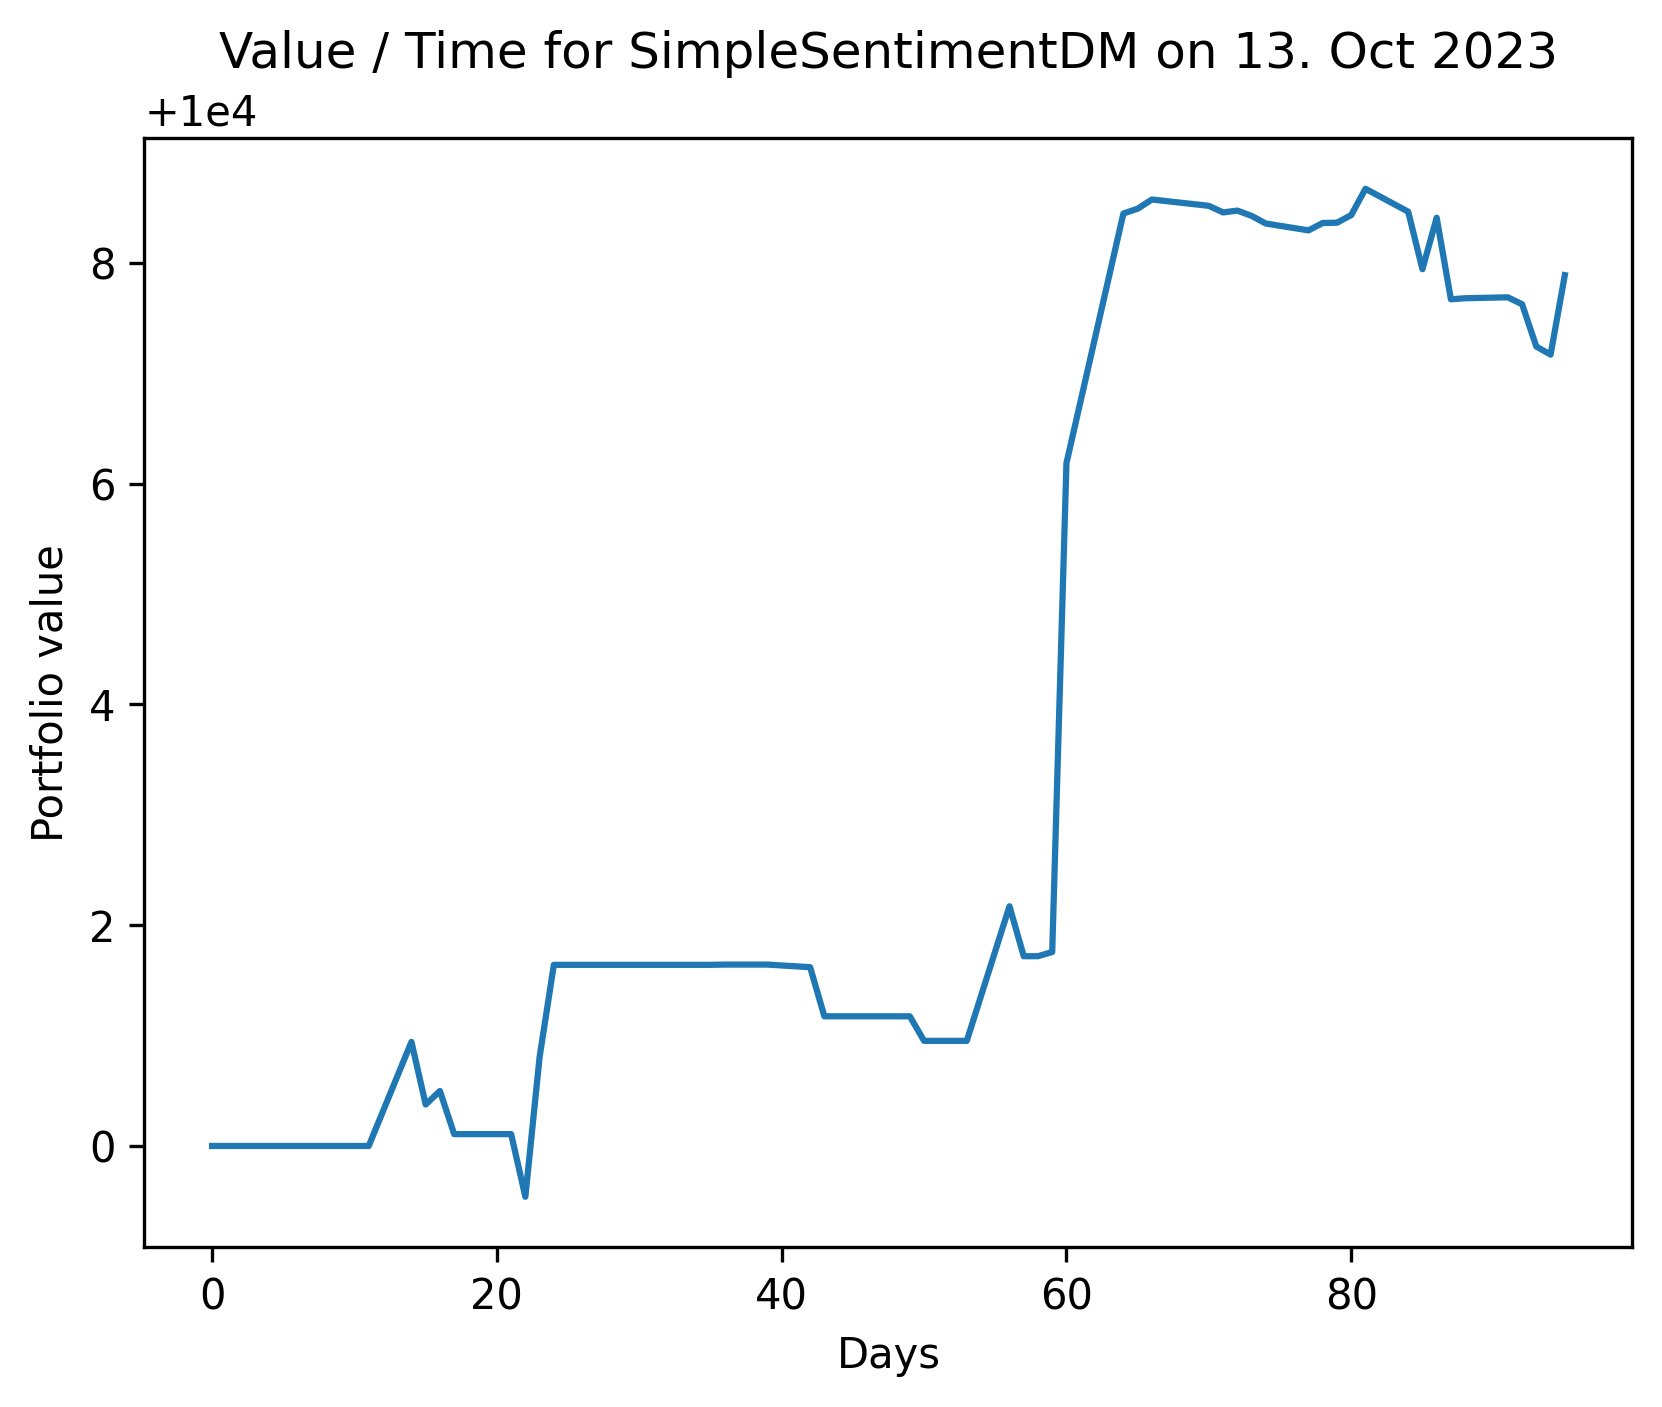 Value / Time for SimpleSentimentDM on 13. Oct 2023
+1e4
8
6
4
2
0
Portfolio value
0 20 40 60 80
Days